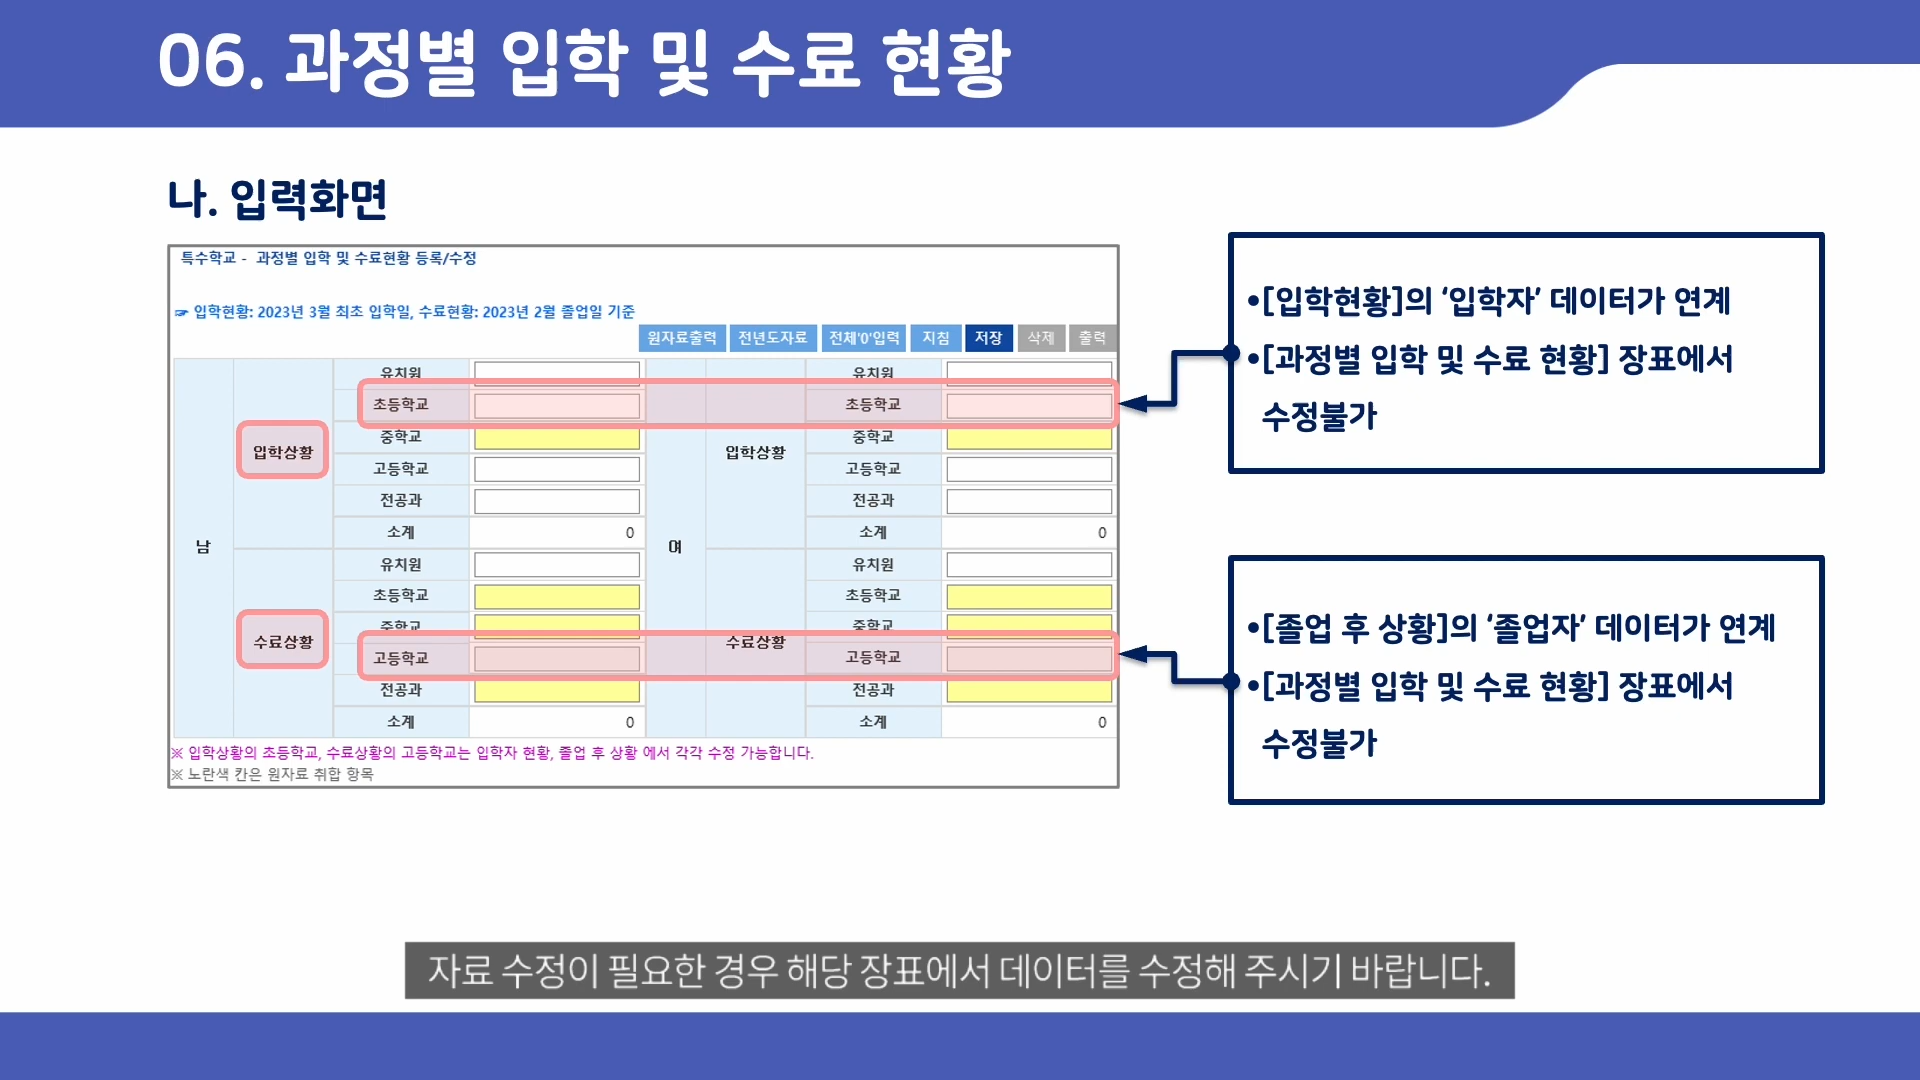 06. 과정별 입학 및 수료 현황
나. 입력화면
특수학교 - 과정별 입학 및 수료현황 등록/수정
☞ 입학현황: 2023년 3월 최초 입학일, 수료현황: 2023년 2월 졸업일 기준
원자료출력 전년도자료 전체'0'입력 지침 저장 삭제 출력
유치원 유치원
초등학교 초등학교
중학교 중학교
입학상황 입학상황
고등학교 고등학교
전공과 전공과
소계 0 소계 0
남 여
유치원 유치원
초등학교 초등학교
중학교 중학교
수료상황 수료상황
고등학교 고등학교
전공과 전공과
소계 0 소계 0
※ 입학상황의 초등학교, 수료상황의 고등학교는 입학자 현황, 졸업 후 상황 에서 각각 수정 가능합니다.
※ 노란색 칸은 원자료 취합 항목
•[입학현황]의 ‘입학자’ 데이터가 연계
•[과정별 입학 및 수료 현황] 장표에서
수정불가
•[졸업 후 상황]의 ‘졸업자’ 데이터가 연계
•[과정별 입학 및 수료 현황] 장표에서
수정불가
자료 수정이 필요한 경우 해당 장표에서 데이터를 수정해 주시기 바랍니다.